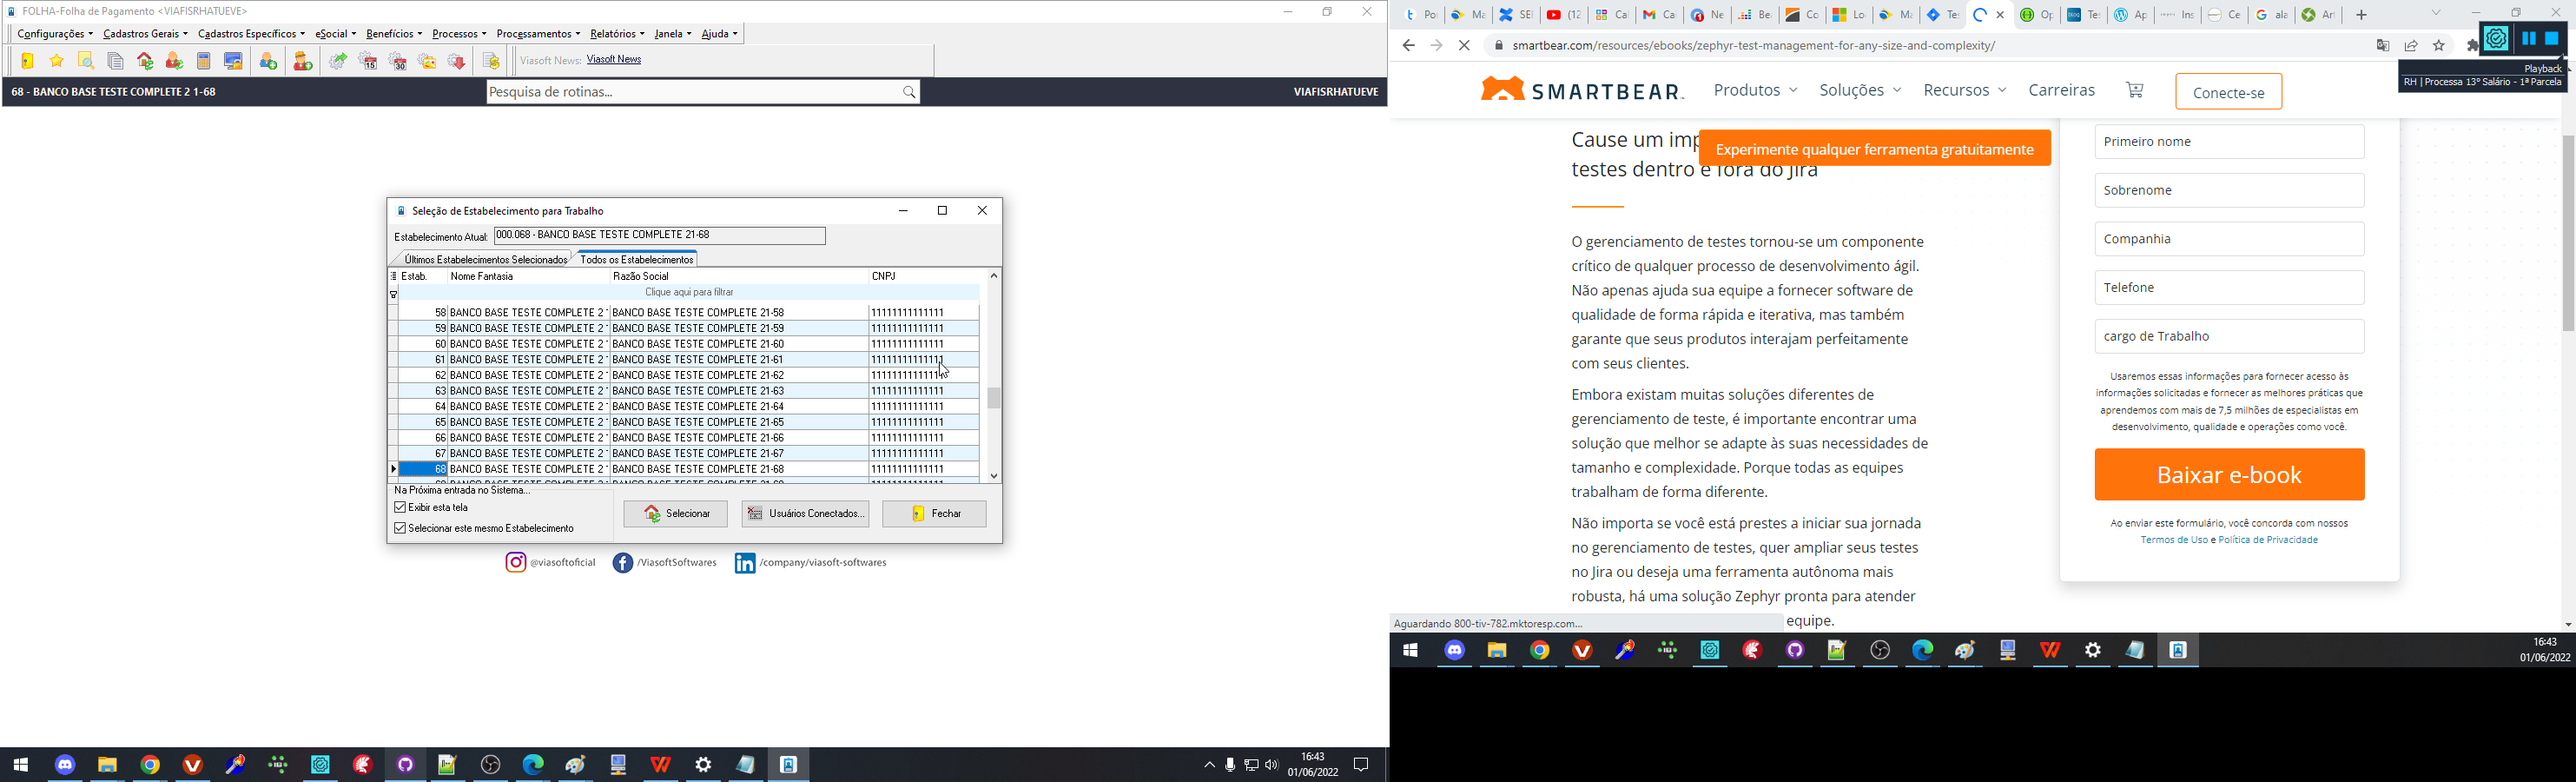 FOLHA-Folha de Pagamento <VIAFISRHATUEVE>
Configurações Cadastros Gerais Cadastros Específicos eSocial Benefícios Processos Processamentos Relatórios Janela Ajuda
Viasoft News: Viasoft News
68 - BANCO BASE TESTE COMPLETE 2 1-68
Pesquisa de rotinas...
VIAFISRHATUEVE
Seleção de Estabelecimento para Trabalho
Estabelecimento Atual: 000.068 - BANCO BASE TESTE COMPLETE 21-68
Últimos Estabelecimentos Selecionados Todos os Estabelecimentos
Estab. Nome Fantasia Razão Social CNPJ
Clique aqui para filtrar
58 BANCO BASE TESTE COMPLETE 2 BANCO BASE TESTE COMPLETE 21-58 11111111111111
59 BANCO BASE TESTE COMPLETE 2 BANCO BASE TESTE COMPLETE 21-59 11111111111111
60 BANCO BASE TESTE COMPLETE 2 BANCO BASE TESTE COMPLETE 21-60 11111111111111
61 BANCO BASE TESTE COMPLETE 2 BANCO BASE TESTE COMPLETE 21-61 11111111111111
62 BANCO BASE TESTE COMPLETE 2 BANCO BASE TESTE COMPLETE 21-62 11111111111111
63 BANCO BASE TESTE COMPLETE 2 BANCO BASE TESTE COMPLETE 21-63 11111111111111
64 BANCO BASE TESTE COMPLETE 2 BANCO BASE TESTE COMPLETE 21-64 11111111111111
65 BANCO BASE TESTE COMPLETE 2 BANCO BASE TESTE COMPLETE 21-65 11111111111111
66 BANCO BASE TESTE COMPLETE 2 BANCO BASE TESTE COMPLETE 21-66 11111111111111
67 BANCO BASE TESTE COMPLETE 2 BANCO BASE TESTE COMPLETE 21-67 11111111111111
68 BANCO BASE TESTE COMPLETE 2 BANCO BASE TESTE COMPLETE 21-68 11111111111111
Na Próxima entrada no Sistema...
Exibir esta tela
Selecionar este mesmo Estabelecimento
Selecionar
Usuários Conectados...
Fechar
@viasoftoficial /ViasoftSoftwares /company/viasoft-softwares
16:43
01/06/2022
smartbear.com/resources/ebooks/zephyr-test-management-for-any-size-and-complexity/
Playback
RH | Processa 13º Salário - 1ª Parcela
SMARTBEAR
Produtos Soluções Recursos Carreiras
Conecte-se
Cause um imp
Experimente qualquer ferramenta gratuitamente
testes dentro e fora do Jira
O gerenciamento de testes tornou-se um componente
crítico de qualquer processo de desenvolvimento ágil.
Não apenas ajuda sua equipe a fornecer software de
qualidade de forma rápida e iterativa, mas também
garante que seus produtos interajam perfeitamente
com seus clientes.
Embora existam muitas soluções diferentes de
gerenciamento de teste, é importante encontrar uma
solução que melhor se adapte às suas necessidades de
tamanho e complexidade. Porque todas as equipes
trabalham de forma diferente.
Não importa se você está prestes a iniciar sua jornada
no gerenciamento de testes, quer ampliar seus testes
no Jira ou deseja uma ferramenta autônoma mais
robusta, há uma solução Zephyr pronta para atender
equipe.
Primeiro nome
Sobrenome
Companhia
Telefone
cargo de Trabalho
Usaremos essas informações para fornecer acesso às
informações solicitadas e fornecer as melhores práticas que
aprendemos com mais de 7,5 milhões de especialistas em
desenvolvimento, qualidade e operações como você.
Baixar e-book
Ao enviar este formulário, você concorda com nossos
Termos de Uso e Política de Privacidade
Aguardando 800-tiv-782.mktoresp.com...
16:43
01/06/2022